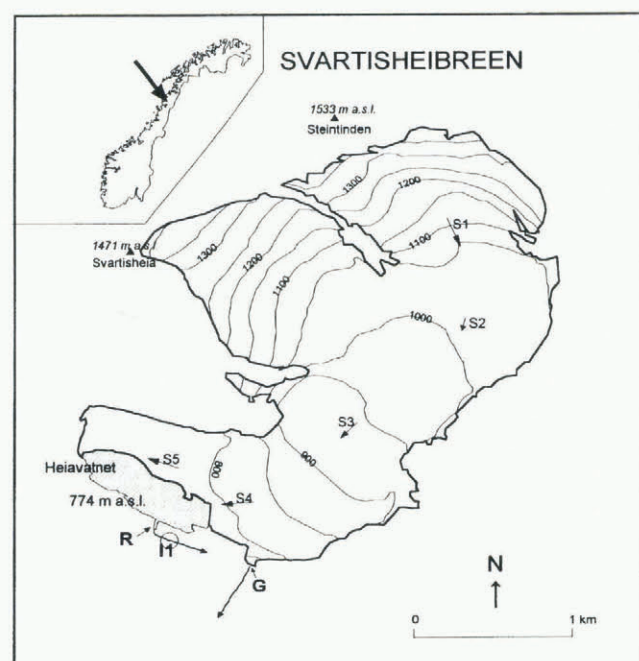 SVARTISHEIBREEN
1533 m a.s.l.
Steintinden
1300
1200
S1
1100
1471 m a.s.l
Svartisheia
1300
1200
1100
1000
S2
S3
900
Heiavatnet
S5
800
774 m a.s.l.
S4
R
I1
G
N
0
1 km